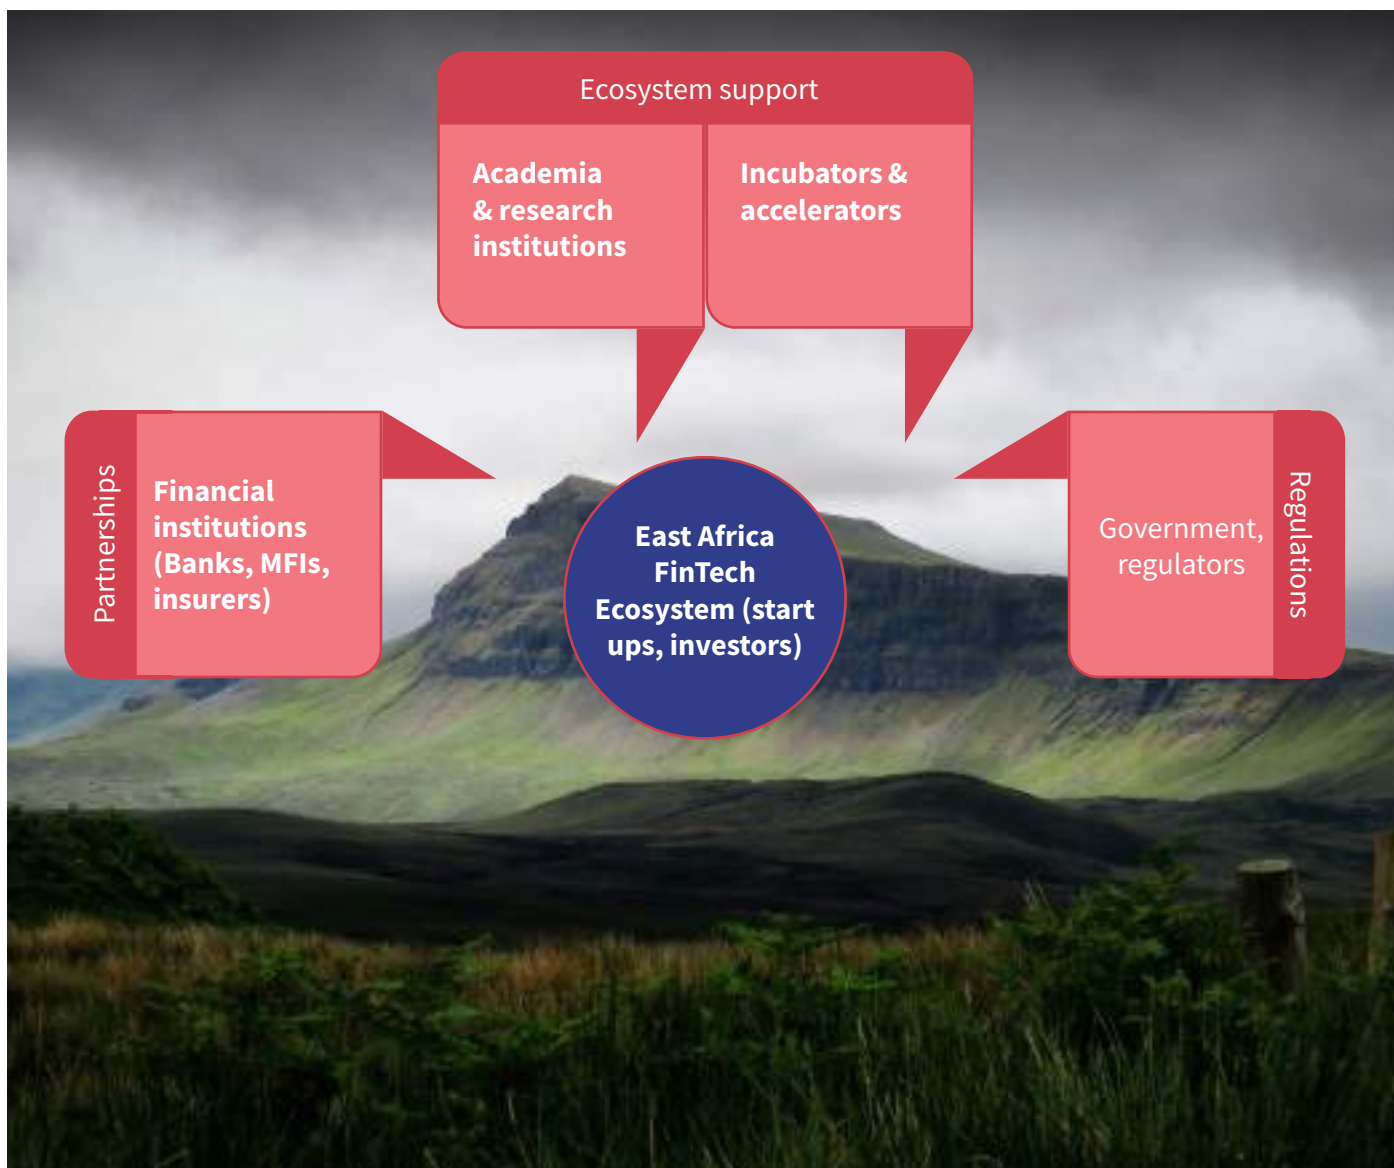 Ecosystem support
Academia
& research
institutions
Incubators &
accelerators
Partnerships
Financial
institutions
(Banks, MFIs,
insurers)
East Africa
FinTech
Ecosystem (start
ups, investors)
Government,
regulators
Regulations